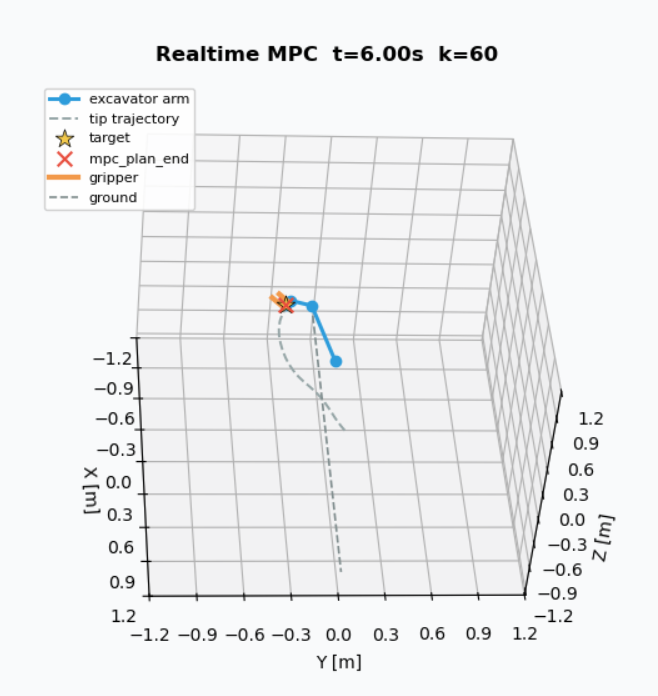 Realtime MPC  t=6.00s  k=60
excavator arm
tip trajectory
target
mpc_plan_end
gripper
ground
−1.2
−0.9
−0.6
−0.3
0.0
0.3
0.6
0.9
1.2
X [m]
1.2
0.9
0.6
0.3
0.0
−0.3
−0.6
−0.9
−1.2
Z [m]
−1.2 −0.9 −0.6 −0.3 0.0 0.3 0.6 0.9 1.2
Y [m]